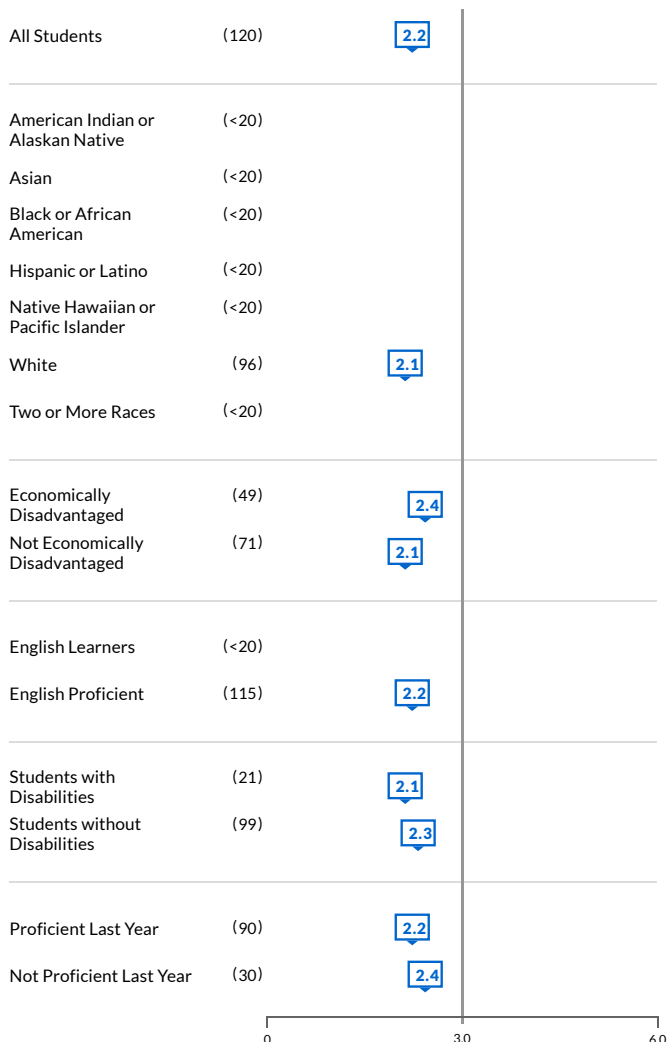 All Students (120) 2.2
American Indian or (<20)
Alaskan Native
Asian (<20)
Black or African (<20)
American
Hispanic or Latino (<20)
Native Hawaiian or (<20)
Pacific Islander
White (96) 2.1
Two or More Races (<20)
Economically (49) 2.4
Disadvantaged
Not Economically (71) 2.1
Disadvantaged
English Learners (<20)
English Proficient (115) 2.2
Students with (21) 2.1
Disabilities
Students without (99) 2.3
Disabilities
Proficient Last Year (90) 2.2
Not Proficient Last Year (30) 2.4
0 3.0 6.0